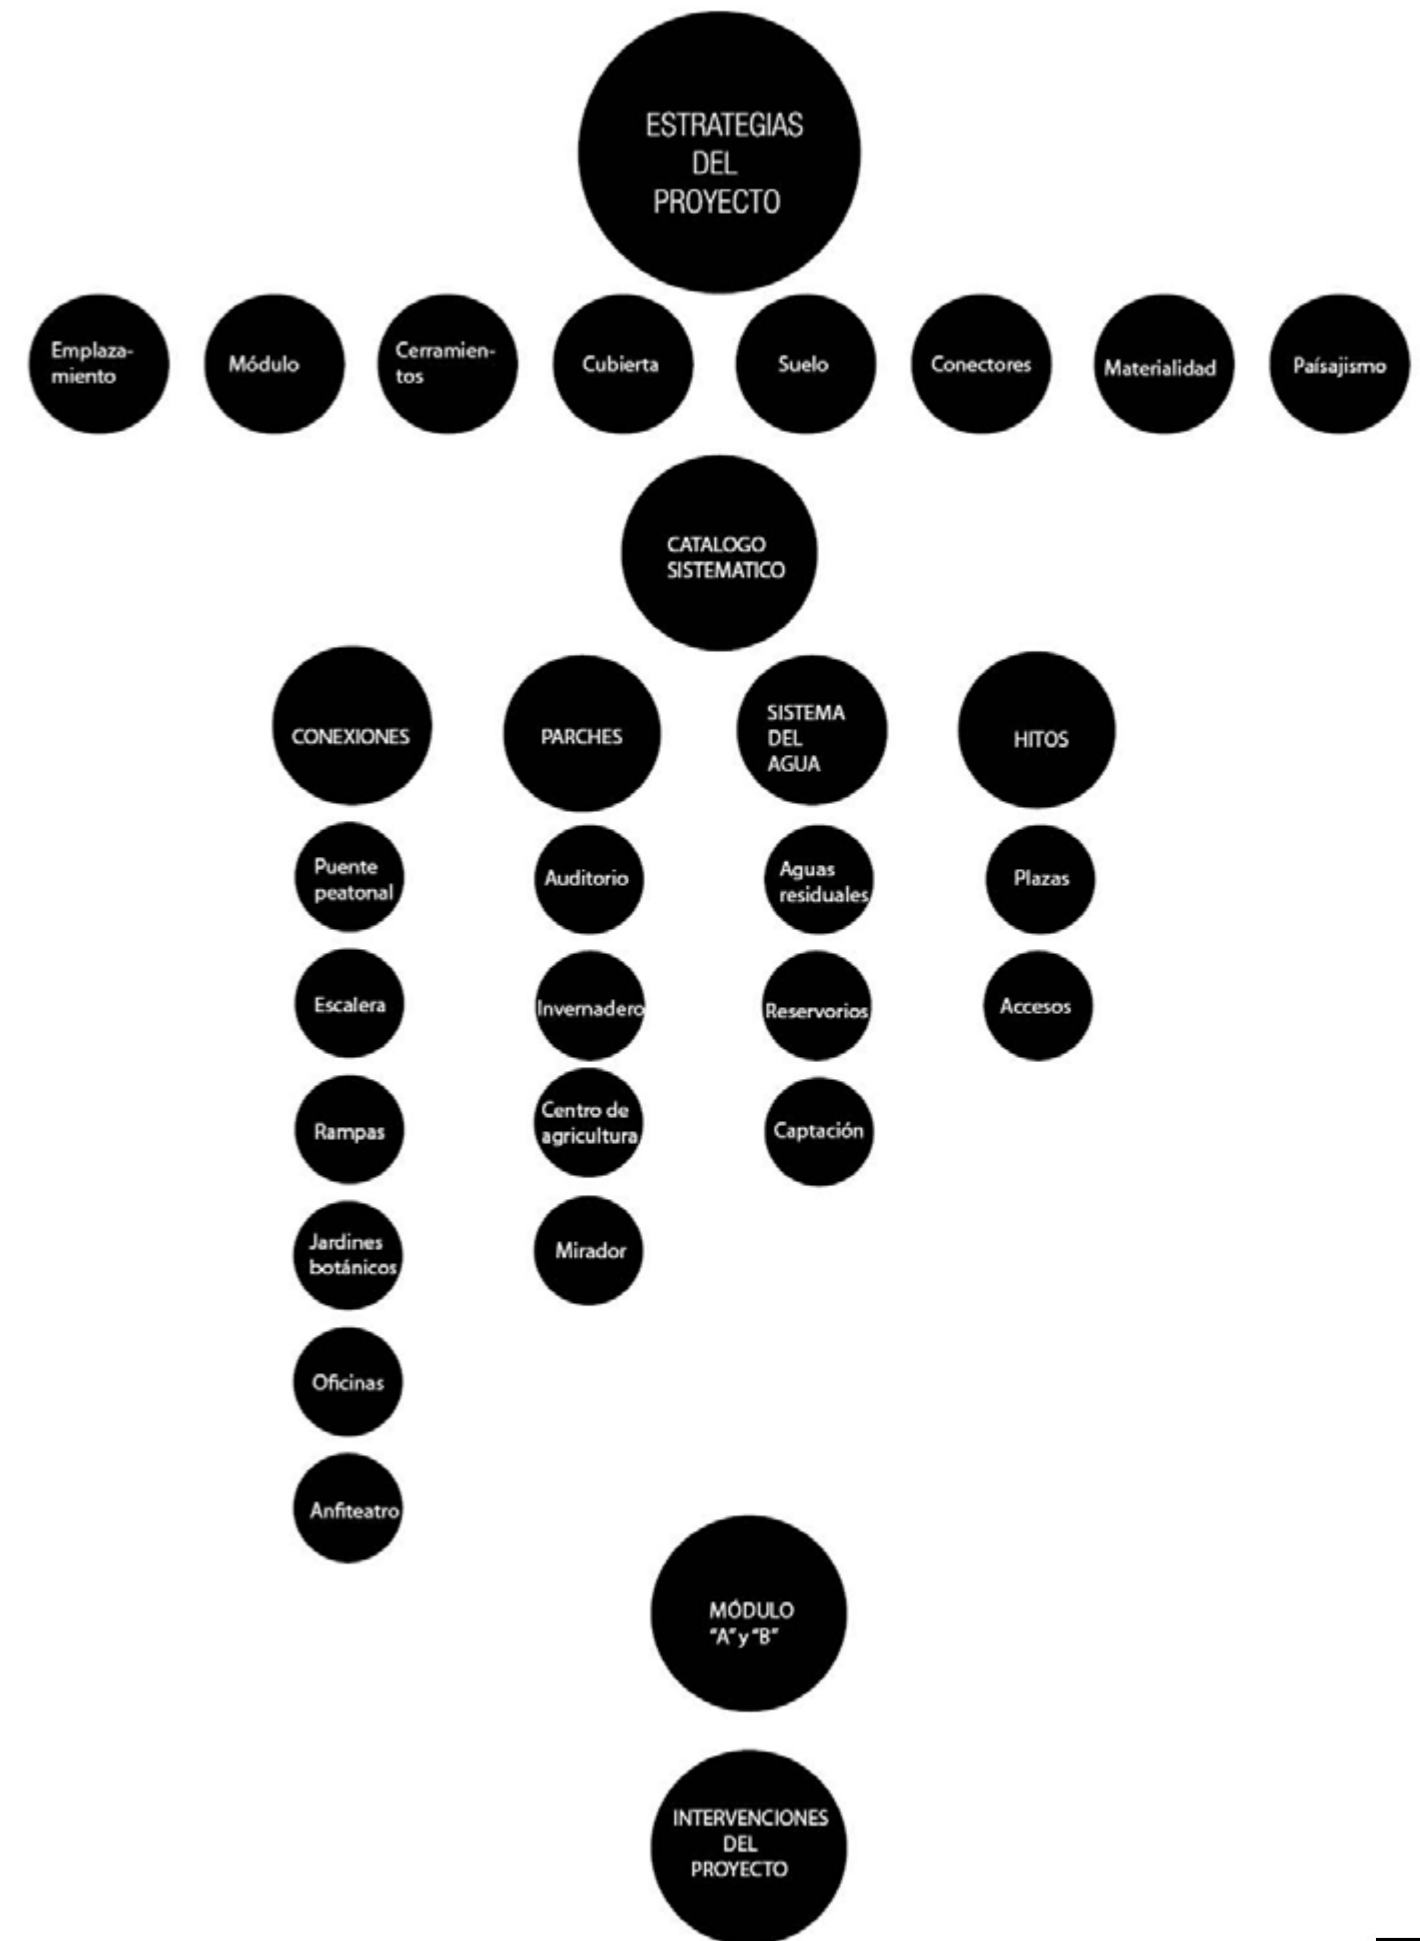 ESTRATEGIAS
DEL
PROYECTO
Emplaza-
miento
Módulo
Cerramien-
tos
Cubierta
Suelo
Conectores
Materialidad
Paísajismo
CATALOGO
SISTEMATICO
CONEXIONES
PARCHES
SISTEMA
DEL
AGUA
HITOS
Puente
peatonal
Auditorio
Aguas
residuales
Plazas
Escalera
Invernadero
Reservorios
Accesos
Rampas
Centro de
agricultura
Captación
Jardines
botánicos
Mirador
Oficinas
Anfiteatro
MÓDULO
"A" y "B"
INTERVENCIONES
DEL
PROYECTO